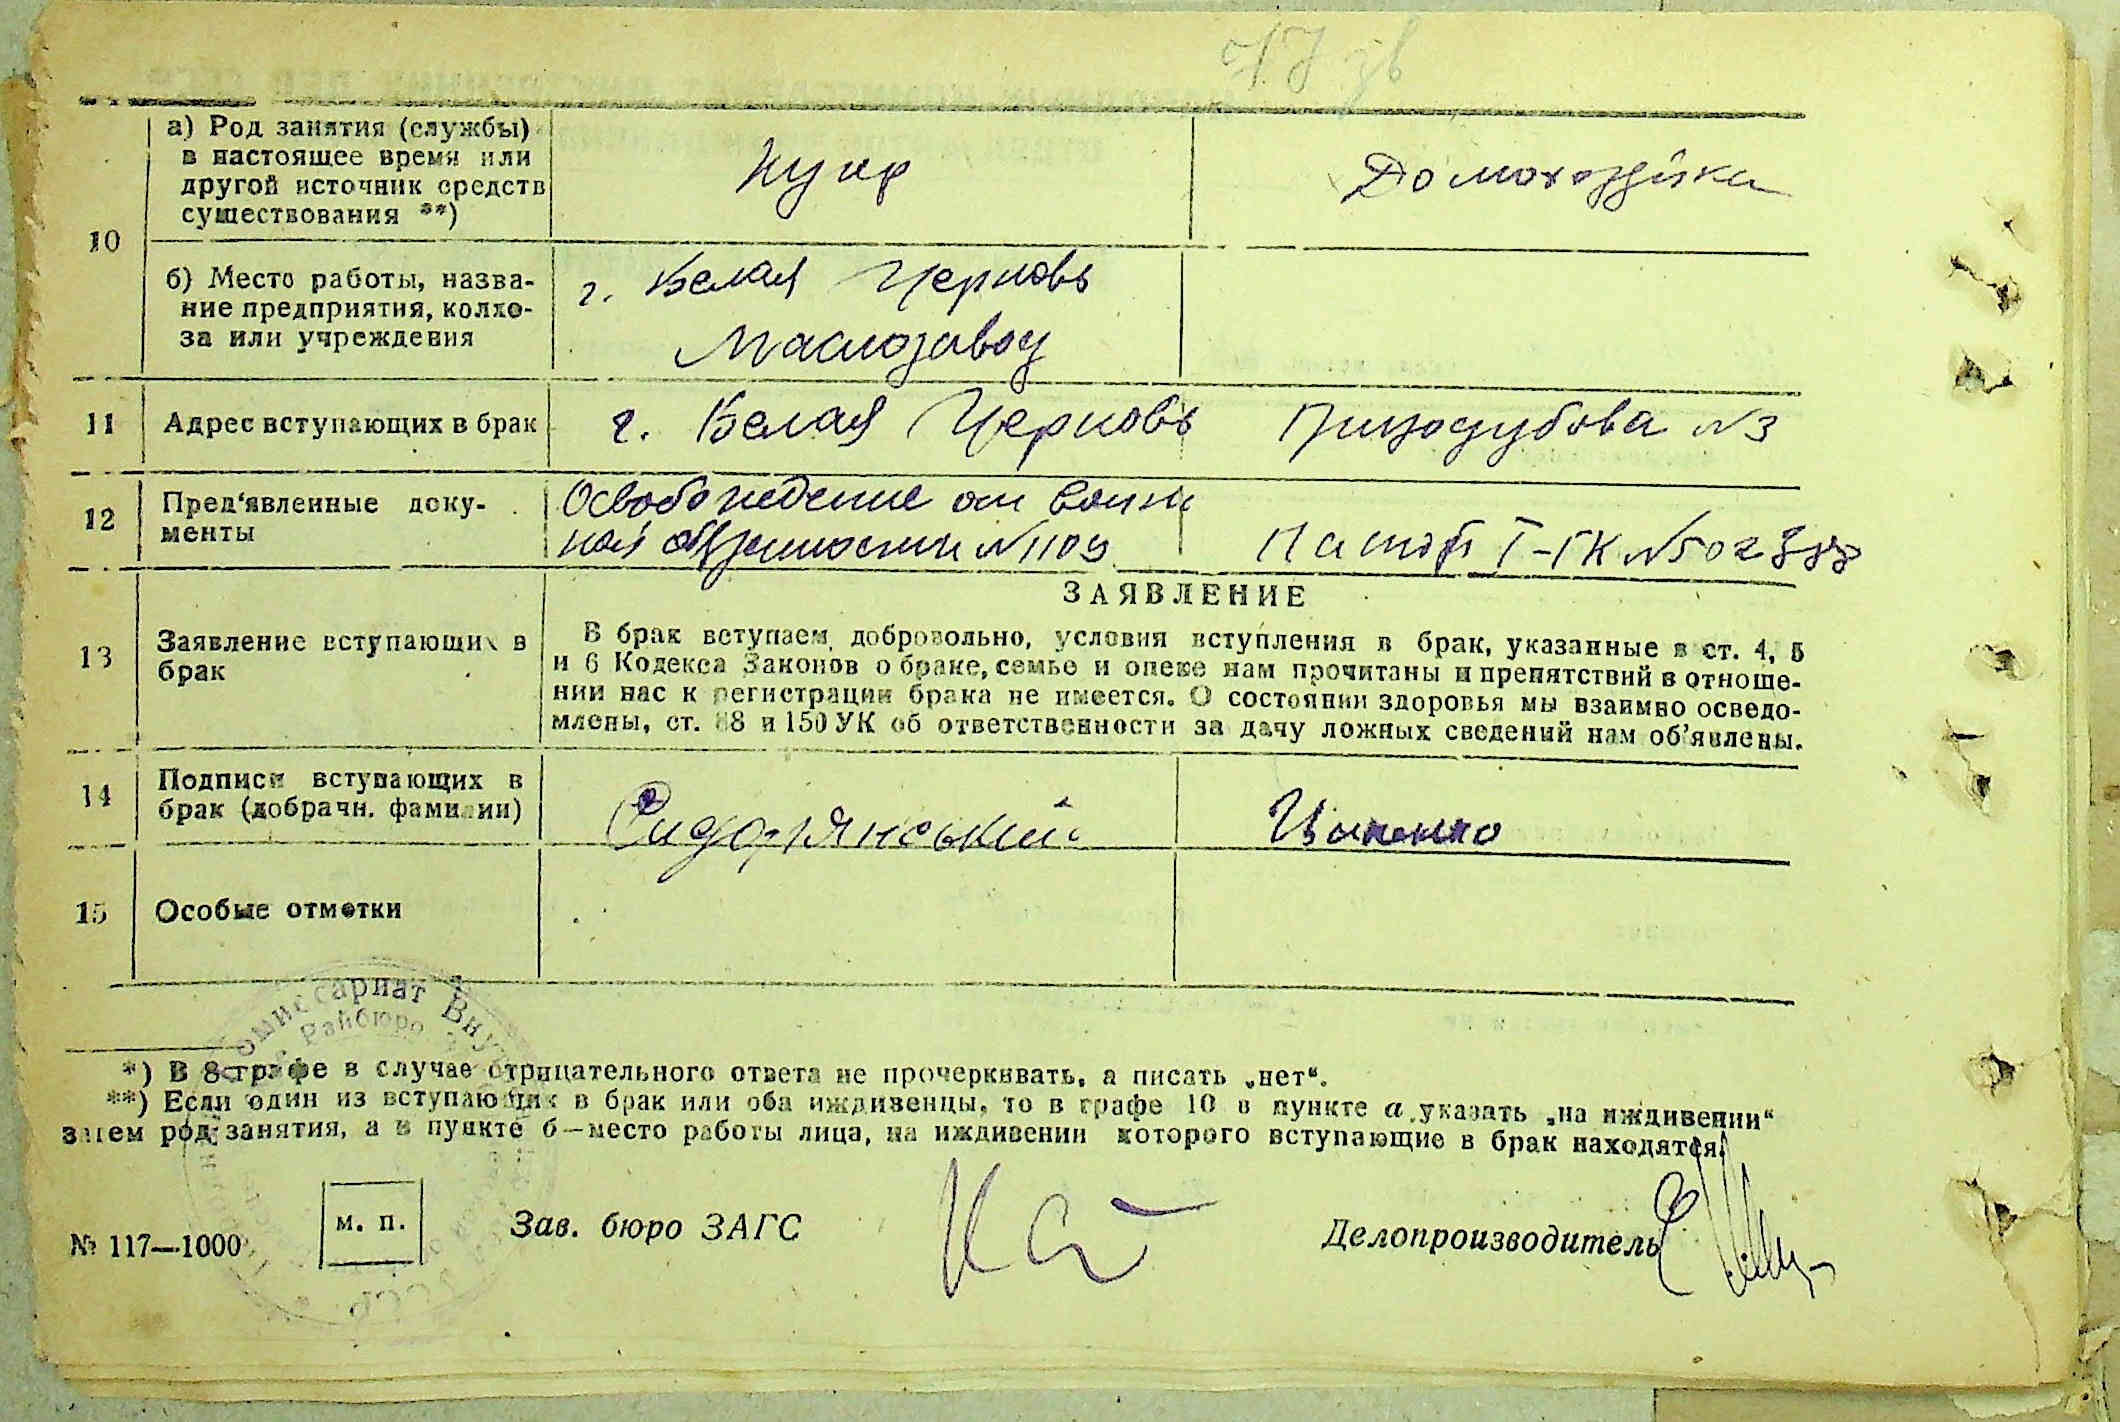 10
а) Род занятия (службы)
в настоящее время или
другой источник средств
существования **)
Домохозяйка
б) Место работы, назва-
ние предприятия, колхо-
за или учреждения
г. Белая Церковь
Маслозавод
11
Адрес вступающих в брак
г. Белая Церковь
№3
12
Пред'явленные доку-
менты
Освобождение от воин
ной №1109
Паспорт I-ГК №502
ЗАЯВЛЕНИЕ
13
Заявление вступающих в
брак
В брак вступаем добровольно, условия вступления в брак, указанные в ст. 4, 5
и 6 Кодекса Законов о браке, семье и опеке нам прочитаны и препятствий в отноше-
нии нас к регистрации брака не имеется. О состоянии здоровья мы взаимно осведо-
млены, ст. 88 и 150 УК об ответственности за дачу ложных сведений нам об'явлены.
14
Подписи вступающих в
брак (добрачн. фамилии)
15
Особые отметки
Райбюро
*) В 8 графе в случае отрицательного ответа не прочеркивать, а писать „нет“.
**) Если один из вступающих в брак или оба иждивенцы, то в графе 10 в пункте а указать „на иждивении“
затем род занятия, а в пункте б—место работы лица, на иждивении которого вступающие в брак находятся.
№ 117—1000
м. п.
Зав. бюро ЗАГС
Делопроизводитель